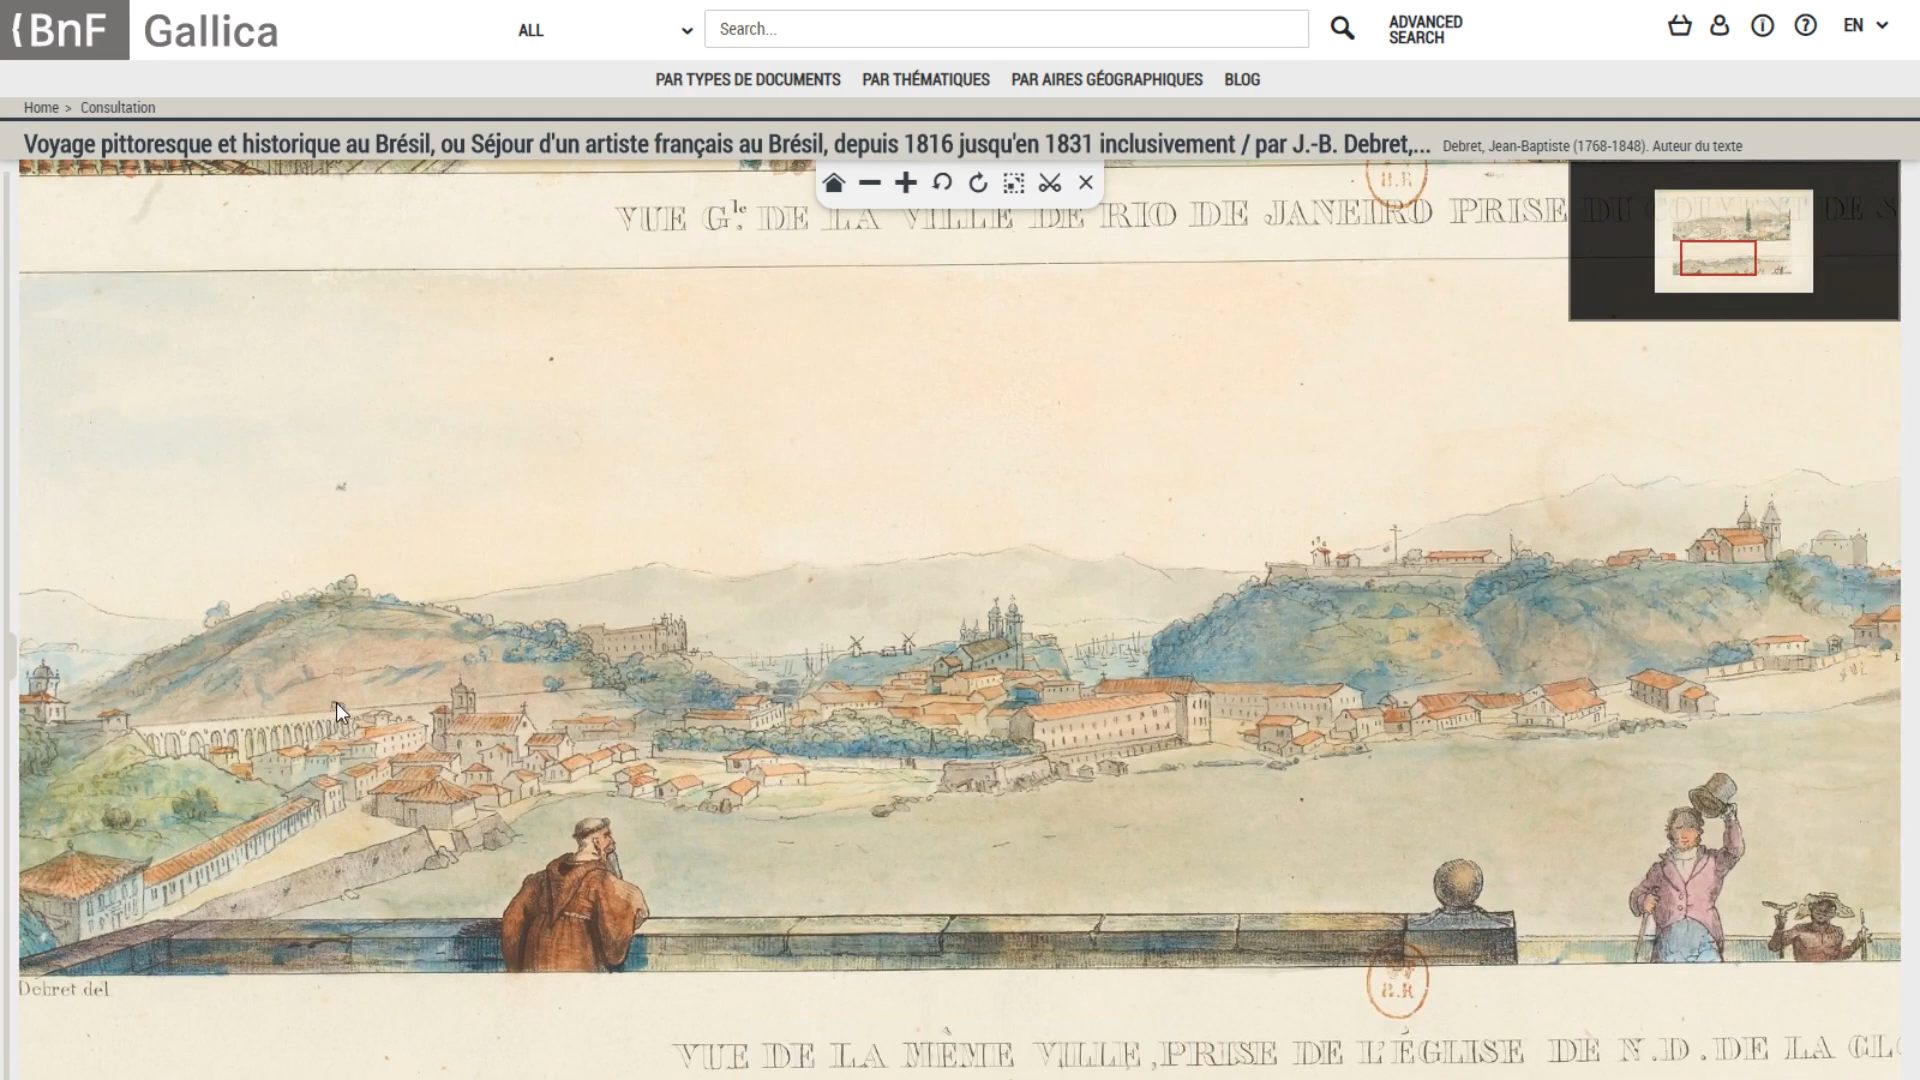 BnF Gallica
ALL
Search...
ADVANCED
SEARCH
EN
PAR TYPES DE DOCUMENTS PAR THÉMATIQUES PAR AIRES GÉOGRAPHIQUES BLOG
Home > Consultation
Voyage pittoresque et historique au Brésil, ou Séjour d'un artiste français au Brésil, depuis 1816 jusqu'en 1831 inclusivement / par J.-B. Debret,... Debret, Jean-Baptiste (1768-1848). Auteur du texte
B.R
VUE G.le DE LA VILLE DE RIO DE JANEIRO PRISE DU COUVENT DE S
Debret del
B.R
VUE DE LA MÊME VILLE, PRISE DE L'ÉGLISE DE N.D. DE LA GLO